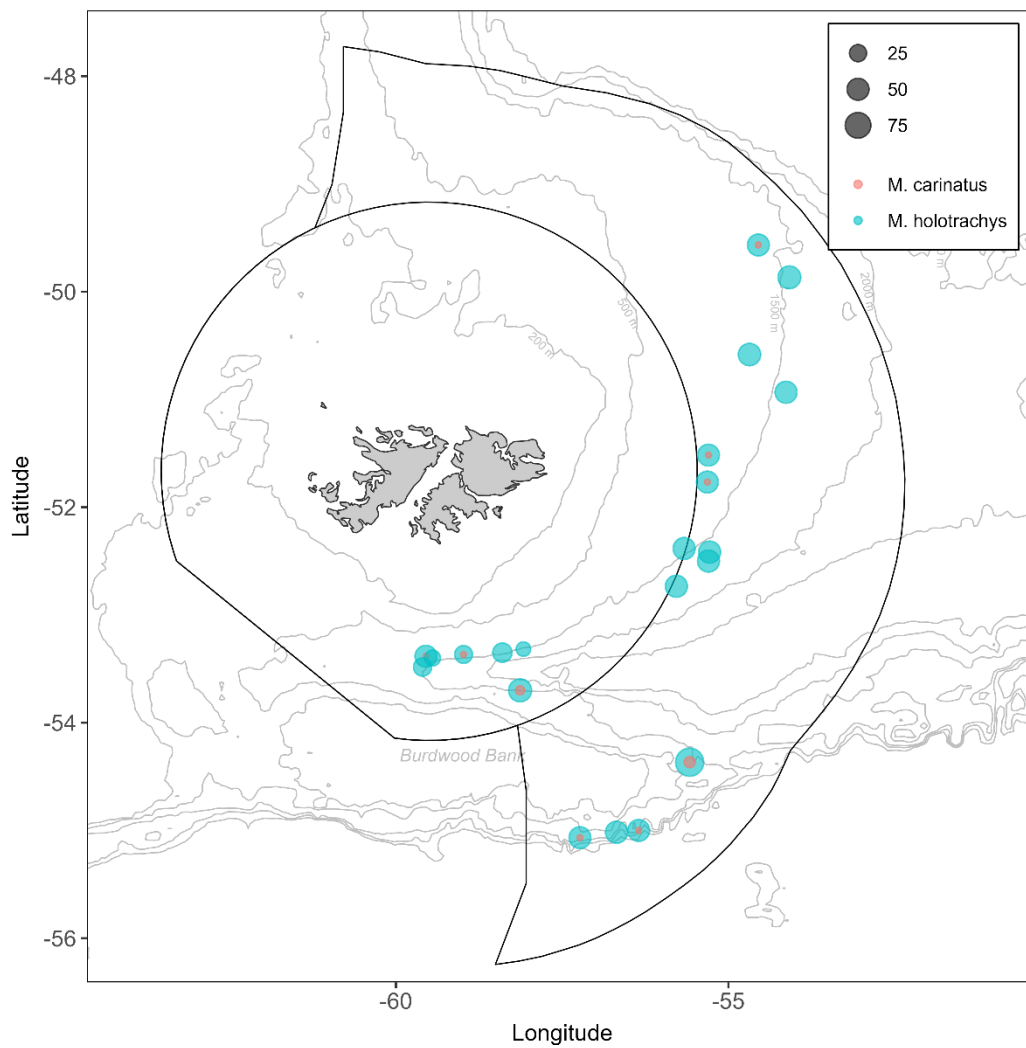 25
50
75
M. carinatus
M. holotrachys
-48
-50
-52
-54
-56
Latitude
500 m
200 m
1500 m
2000 m
Burdwood Bank
-60
-55
Longitude